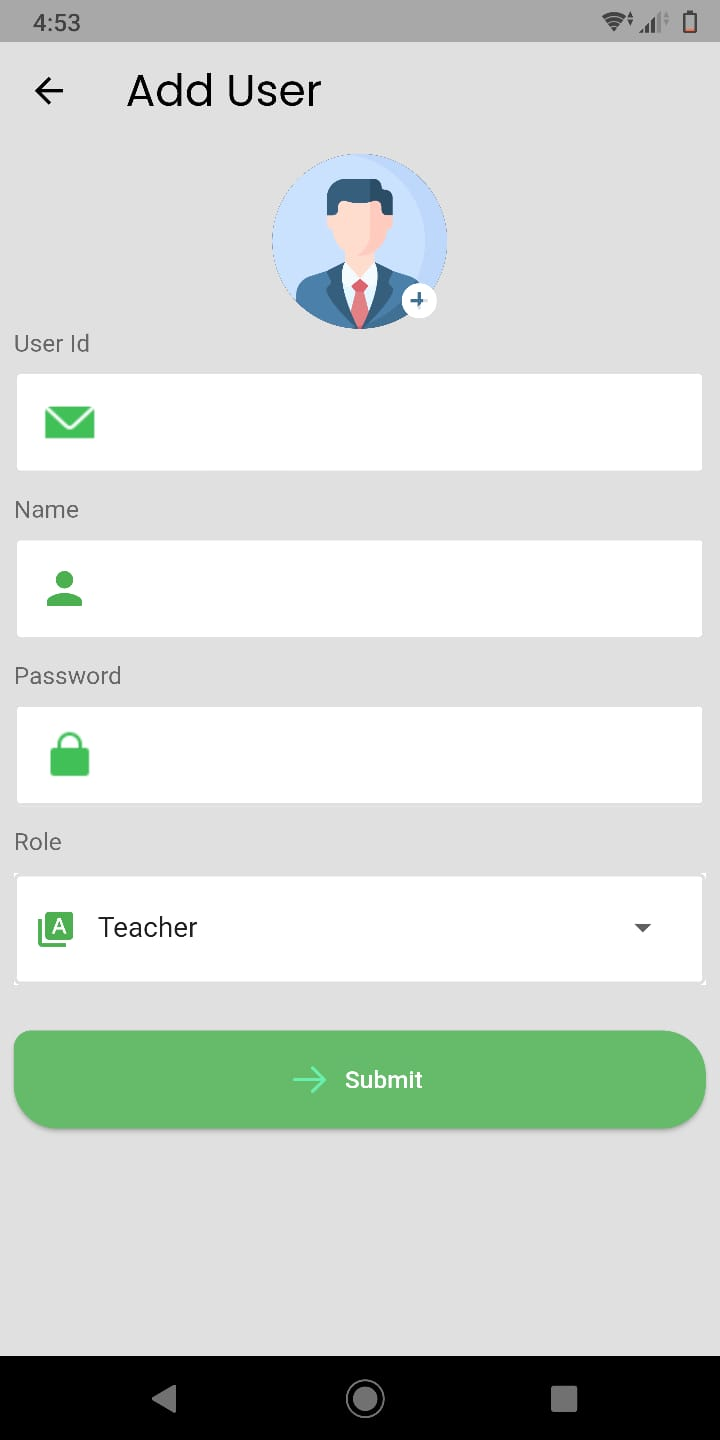 4:53
Add User
User Id
Name
Password
Role
A Teacher
Submit